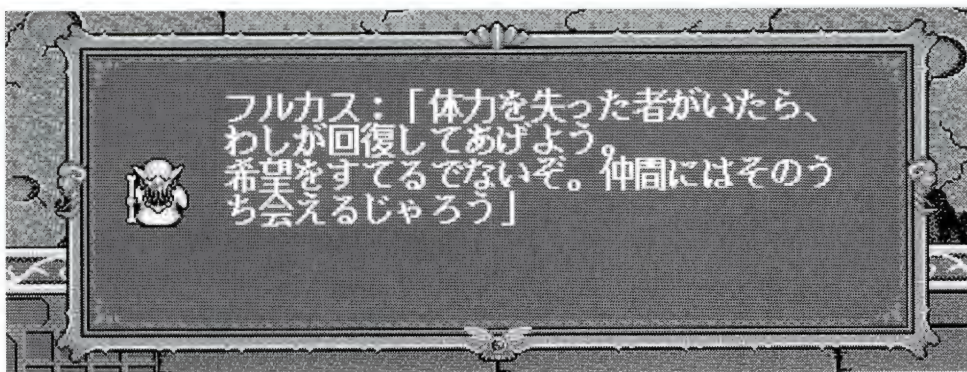 フルカス：「体力を失った者がいたら、
わしが回復してあげよう。
希望をすてるでないぞ。仲間にはそのう
ち会えるじゃろう」